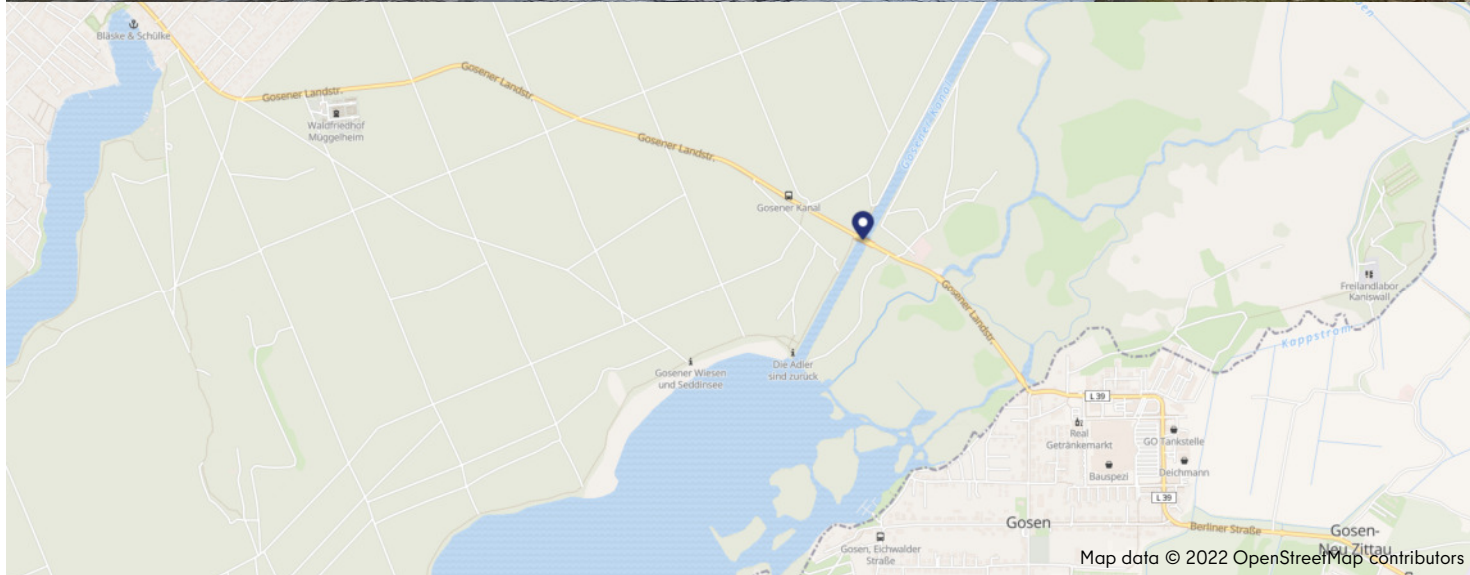 Bläske & Schülke
Gosener Landstr.
Gosener Landstr.
Waldfriedhof
Müggelheim
Gosener Landstr.
Gosener Kanal
Gosener Kanal
Gosener Landstr.
Freilandlabor
Kaniswall
Kappstrom
Gosener Wiesen
und Seddinsee
Die Adler
sind zurück
L 39
Real
Getränkemarkt
GO Tankstelle
Bauspezi
Deichmann
L 39
Gosen
Berliner Straße
Gosen-
Neu Zittau
Gosen, Eichwalder
Straße
Map data © 2022 OpenStreetMap contributors